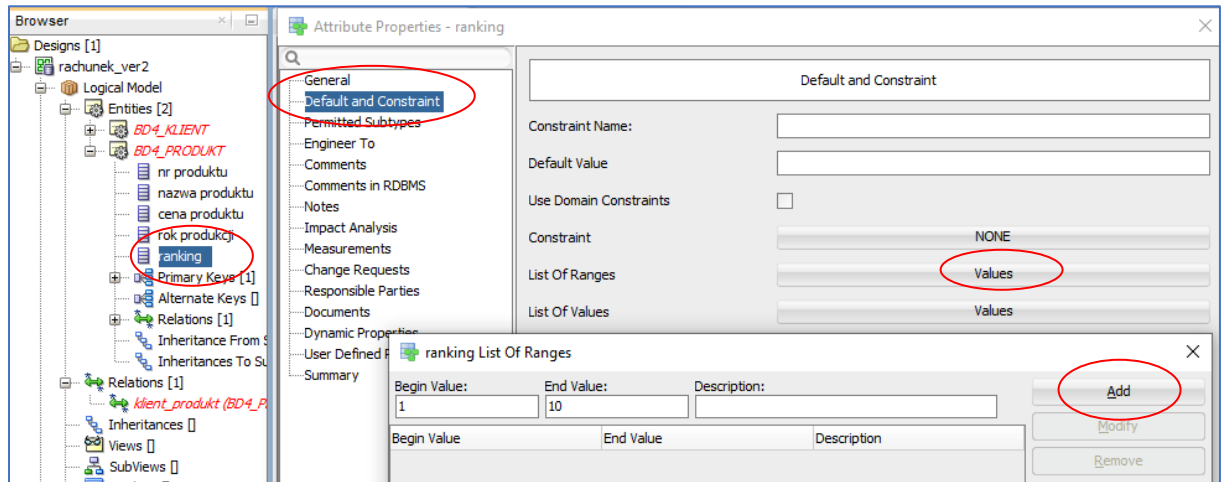 Browser
Designs [1]
rachunek_ver2
Logical Model
Entities [2]
BD4_KLIENT
BD4_PRODUKT
nr produktu
nazwa produktu
cena produktu
rok produkcji
ranking
Primary Keys [1]
Alternate Keys []
Relations [1]
Inheritance From S
Inheritances To Su
Relations [1]
klient_produkt (BD4_P
Inheritances []
Views []
SubViews []
Attribute Properties - ranking
General
Default and Constraint
Permitted Subtypes
Engineer To
Comments
Comments in RDBMS
Notes
Impact Analysis
Measurements
Change Requests
Responsible Parties
Documents
Dynamic Properties
User Defined P
Summary
Default and Constraint
Constraint Name:
Default Value
Use Domain Constraints
Constraint NONE
List Of Ranges Values
List Of Values Values
ranking List Of Ranges
Begin Value: End Value: Description:
1 10
Begin Value End Value Description
Add
Modify
Remove